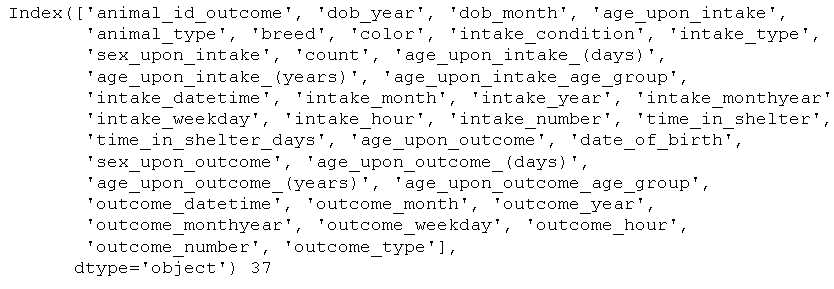 Index(['animal_id_outcome', 'dob_year', 'dob_month', 'age_upon_intake',
'animal_type', 'breed', 'color', 'intake_condition', 'intake_type',
'sex_upon_intake', 'count', 'age_upon_intake_(days)',
'age_upon_intake_(years)', 'age_upon_intake_age_group',
'intake_datetime', 'intake_month', 'intake_year', 'intake_monthyear'
'intake_weekday', 'intake_hour', 'intake_number', 'time_in_shelter',
'time_in_shelter_days', 'age_upon_outcome', 'date_of_birth',
'sex_upon_outcome', 'age_upon_outcome_(days)',
'age_upon_outcome_(years)', 'age_upon_outcome_age_group',
'outcome_datetime', 'outcome_month', 'outcome_year',
'outcome_monthyear', 'outcome_weekday', 'outcome_hour',
'outcome_number', 'outcome_type'],
dtype='object') 37